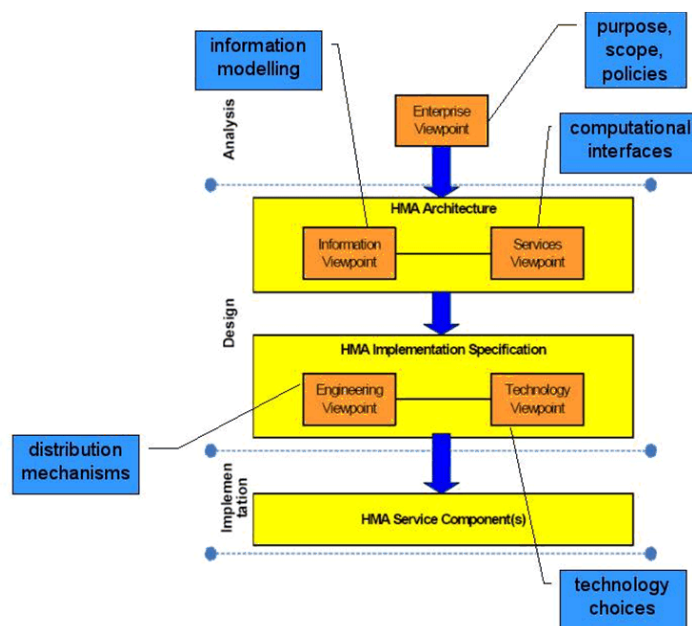 purpose,
scope,
policies
information
modelling
Enterprise
Viewpoint
Analysis
computational
interfaces
HMA Architecture
Information
Viewpoint
Services
Viewpoint
Design
HMA Implementation Specification
Engineering
Viewpoint
Technology
Viewpoint
distribution
mechanisms
Implemen
tation
HMA Service Component(s)
technology
choices